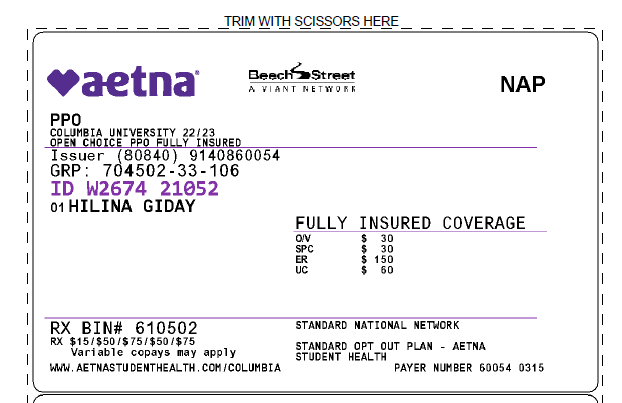 TRIM WITH SCISSORS HERE
aetna®
Beech Street
A VIANT NETWORK
NAP
PPO
COLUMBIA UNIVERSITY 22/23
OPEN CHOICE PPO FULLY INSURED
Issuer (80840) 9140860054
GRP: 704502-33-106
ID W2674 21052
01 HILINA GIDAY
FULLY INSURED COVERAGE
O/V $ 30
SPC $ 30
ER $ 150
UC $ 60
RX BIN# 610502
RX $15/$50/$75/$50/$75
Variable copays may apply
WWW.AETNASTUDENTHEALTH.COM/COLUMBIA
STANDARD NATIONAL NETWORK
STANDARD OPT OUT PLAN - AETNA
STUDENT HEALTH
PAYER NUMBER 60054 0315